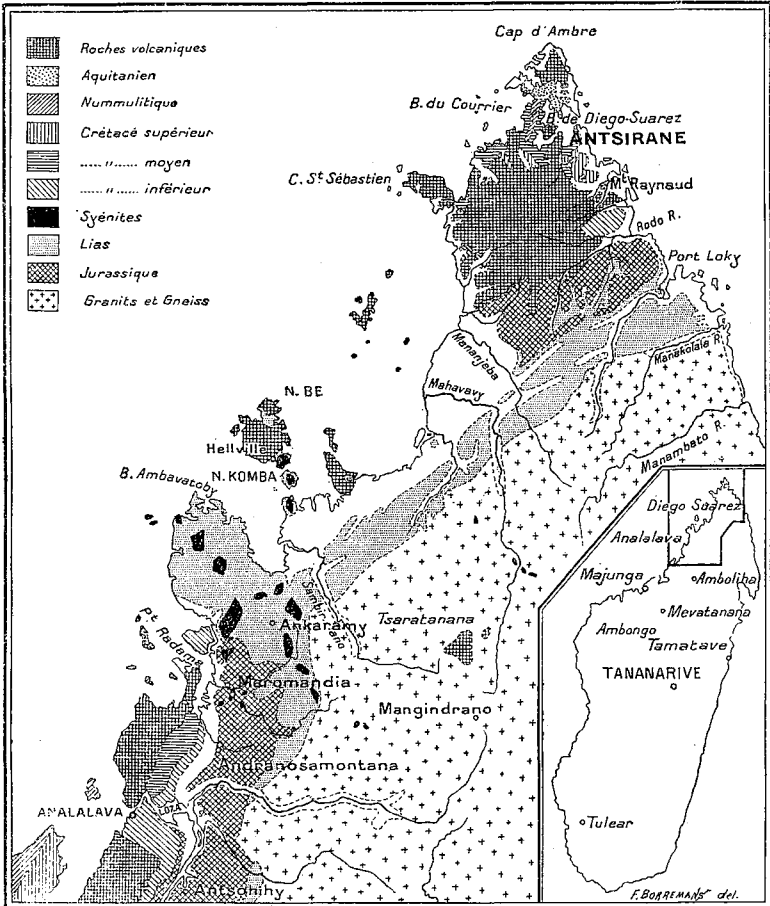 Roches volcaniques
Aquitanien
Nummulitique
Crétacé supérieur
..... " ...... moyen
..... " ...... inférieur
Syénites
Lias
Jurassique
Granits et Gneiss
Cap d'Ambre
B. du Courrier
B. de Diego-Suarez
ANTSIRANE
C. St. Sébastien
Mt Raynaud
Rodo R.
Port Loky
Mananjeba
Manakolale R.
Mahavavy
N. BE
Hellville
N. KOMBA
Manambato R.
B. Ambavatoby
Sambirano
Tsaratanana
Ankaramy
Pt Radama
Maromandia
Mangindrano
Andranosamontana
ANALALAVA
LOZA
Antsohihy
Diego Suarez
Analalava
Majunga
Amboliha
Mevatanana
Ambongo
Tamatave
TANANARIVE
Tulear
F. BORREMANS del.